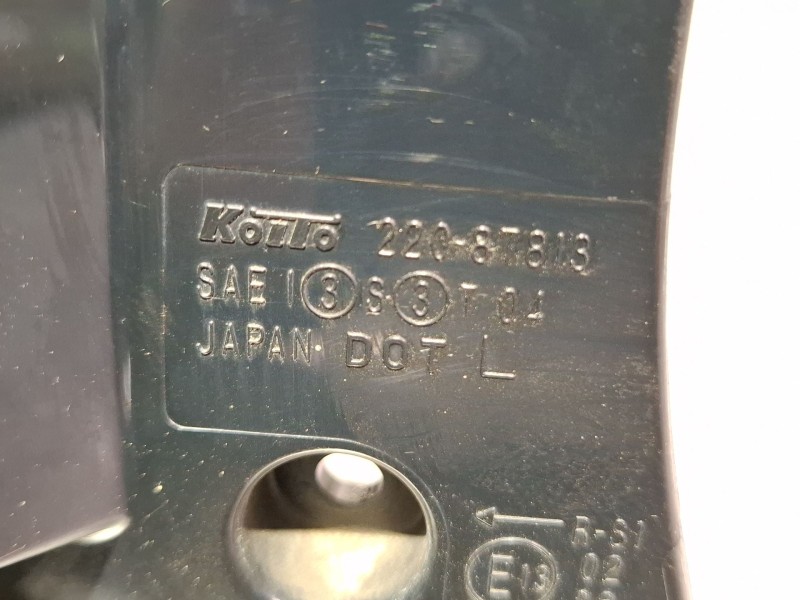 KOITO 220-87813
SAE I 3 S 3 T 04
JAPAN DOT L
R-S1
E13 02